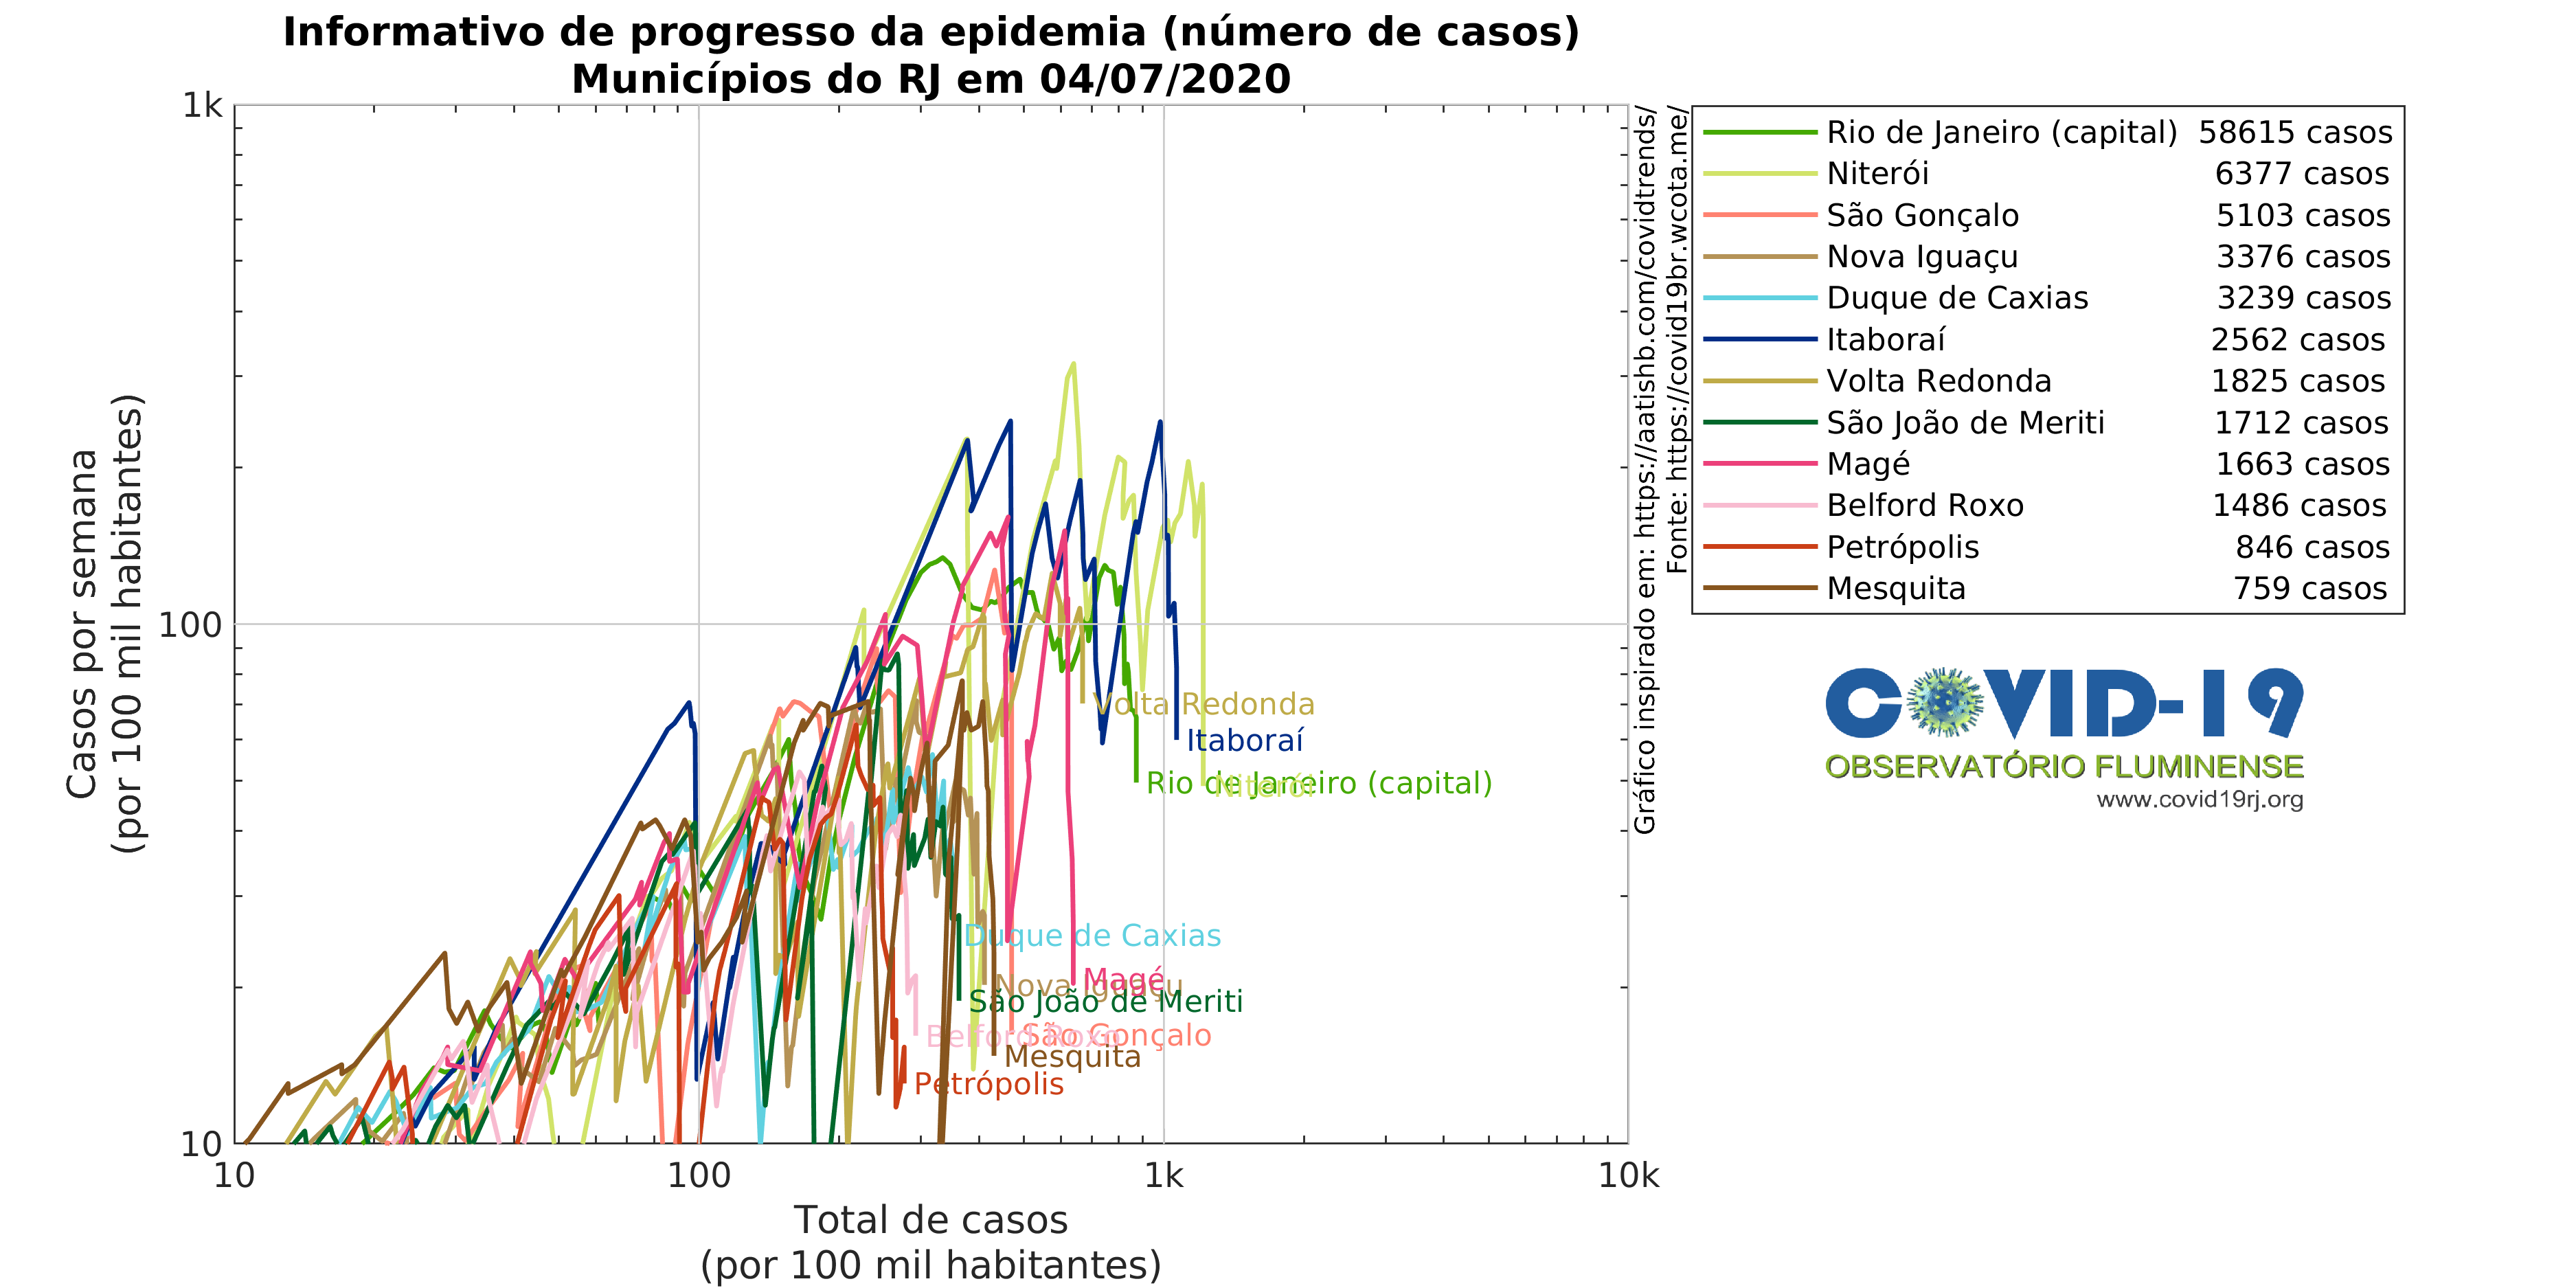 Informativo de progresso da epidemia (número de casos)
Municípios do RJ em 04/07/2020
1k
100
10
10
100
1k
10k
Casos por semana
(por 100 mil habitantes)
Total de casos
(por 100 mil habitantes)
Volta Redonda
Itaboraí
Rio de Janeiro (capital)
Niterói
Duque de Caxias
Magé
Nova Iguaçu
São João de Meriti
Belford Roxo
São Gonçalo
Mesquita
Petrópolis
Gráfico inspirado em: https://aatishb.com/covidtrends/
Fonte: https://covid19br.wcota.me/
Rio de Janeiro (capital) 58615 casos
Niterói 6377 casos
São Gonçalo 5103 casos
Nova Iguaçu 3376 casos
Duque de Caxias 3239 casos
Itaboraí 2562 casos
Volta Redonda 1825 casos
São João de Meriti 1712 casos
Magé 1663 casos
Belford Roxo 1486 casos
Petrópolis 846 casos
Mesquita 759 casos
COVID-19
OBSERVATÓRIO FLUMINENSE
www.covid19rj.org